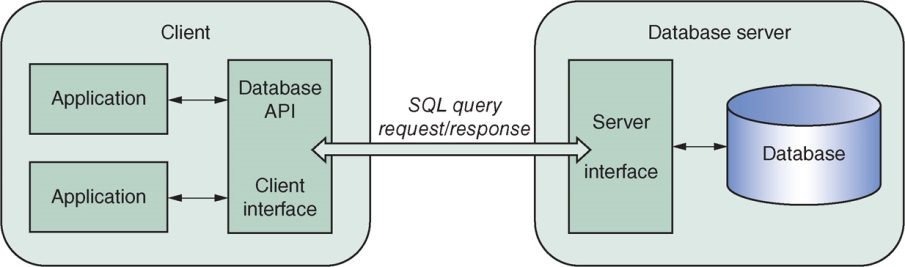 Client
Application
Application
Database
API
Client
interface
SQL query
request/response
Database server
Server
interface
Database